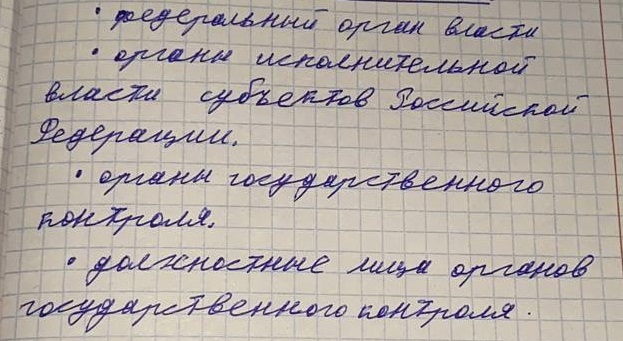 • федеральный орган власти
• органы исполнительной
власти субъектов Российской
Федерации.
• органы государственного
контроля.
• должностные лица органов
государственного контроля.